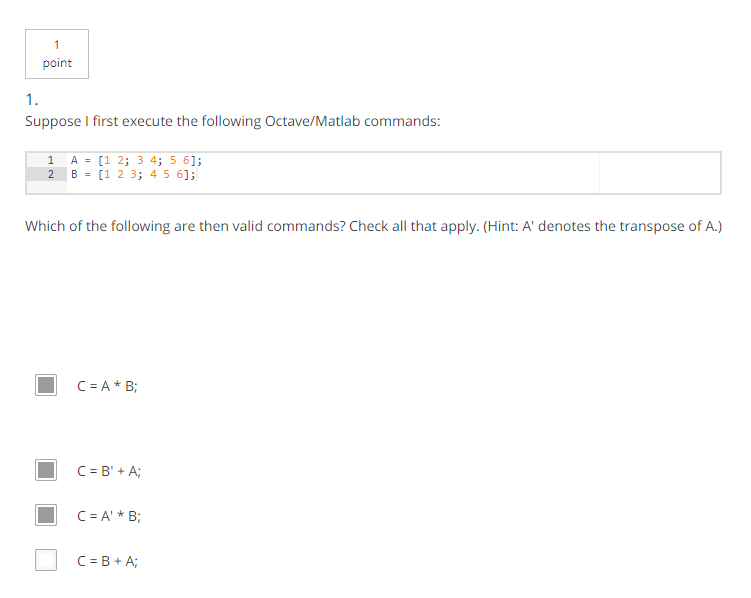 1
point
1.
Suppose I first execute the following Octave/Matlab commands:
1 A = [1 2; 3 4; 5 6];
2 B = [1 2 3; 4 5 6];
Which of the following are then valid commands? Check all that apply. (Hint: A' denotes the transpose of A.)
C = A * B;
C = B' + A;
C = A' * B;
C = B + A;